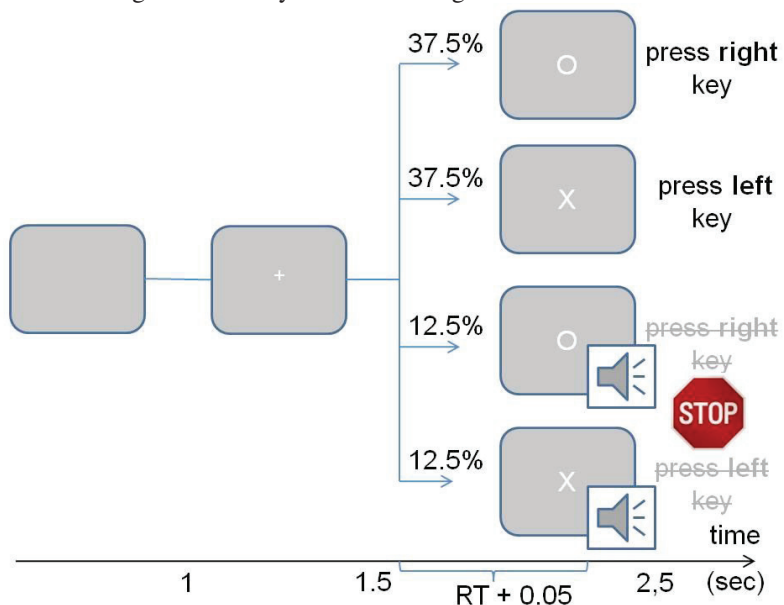 37.5%
O
press right
key
37.5%
X
press left
key
+
12.5%
O
press right
key
STOP
12.5%
X
press left
key
time
1
1.5
RT + 0.05
2,5
(sec)